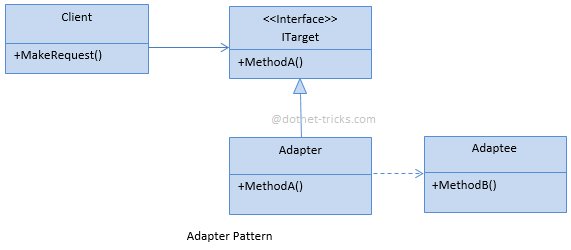 Client
+MakeRequest()
<<Interface>>
ITarget
+MethodA()
@dotnet-tricks.com
Adapter
+MethodA()
Adaptee
+MethodB()
Adapter Pattern